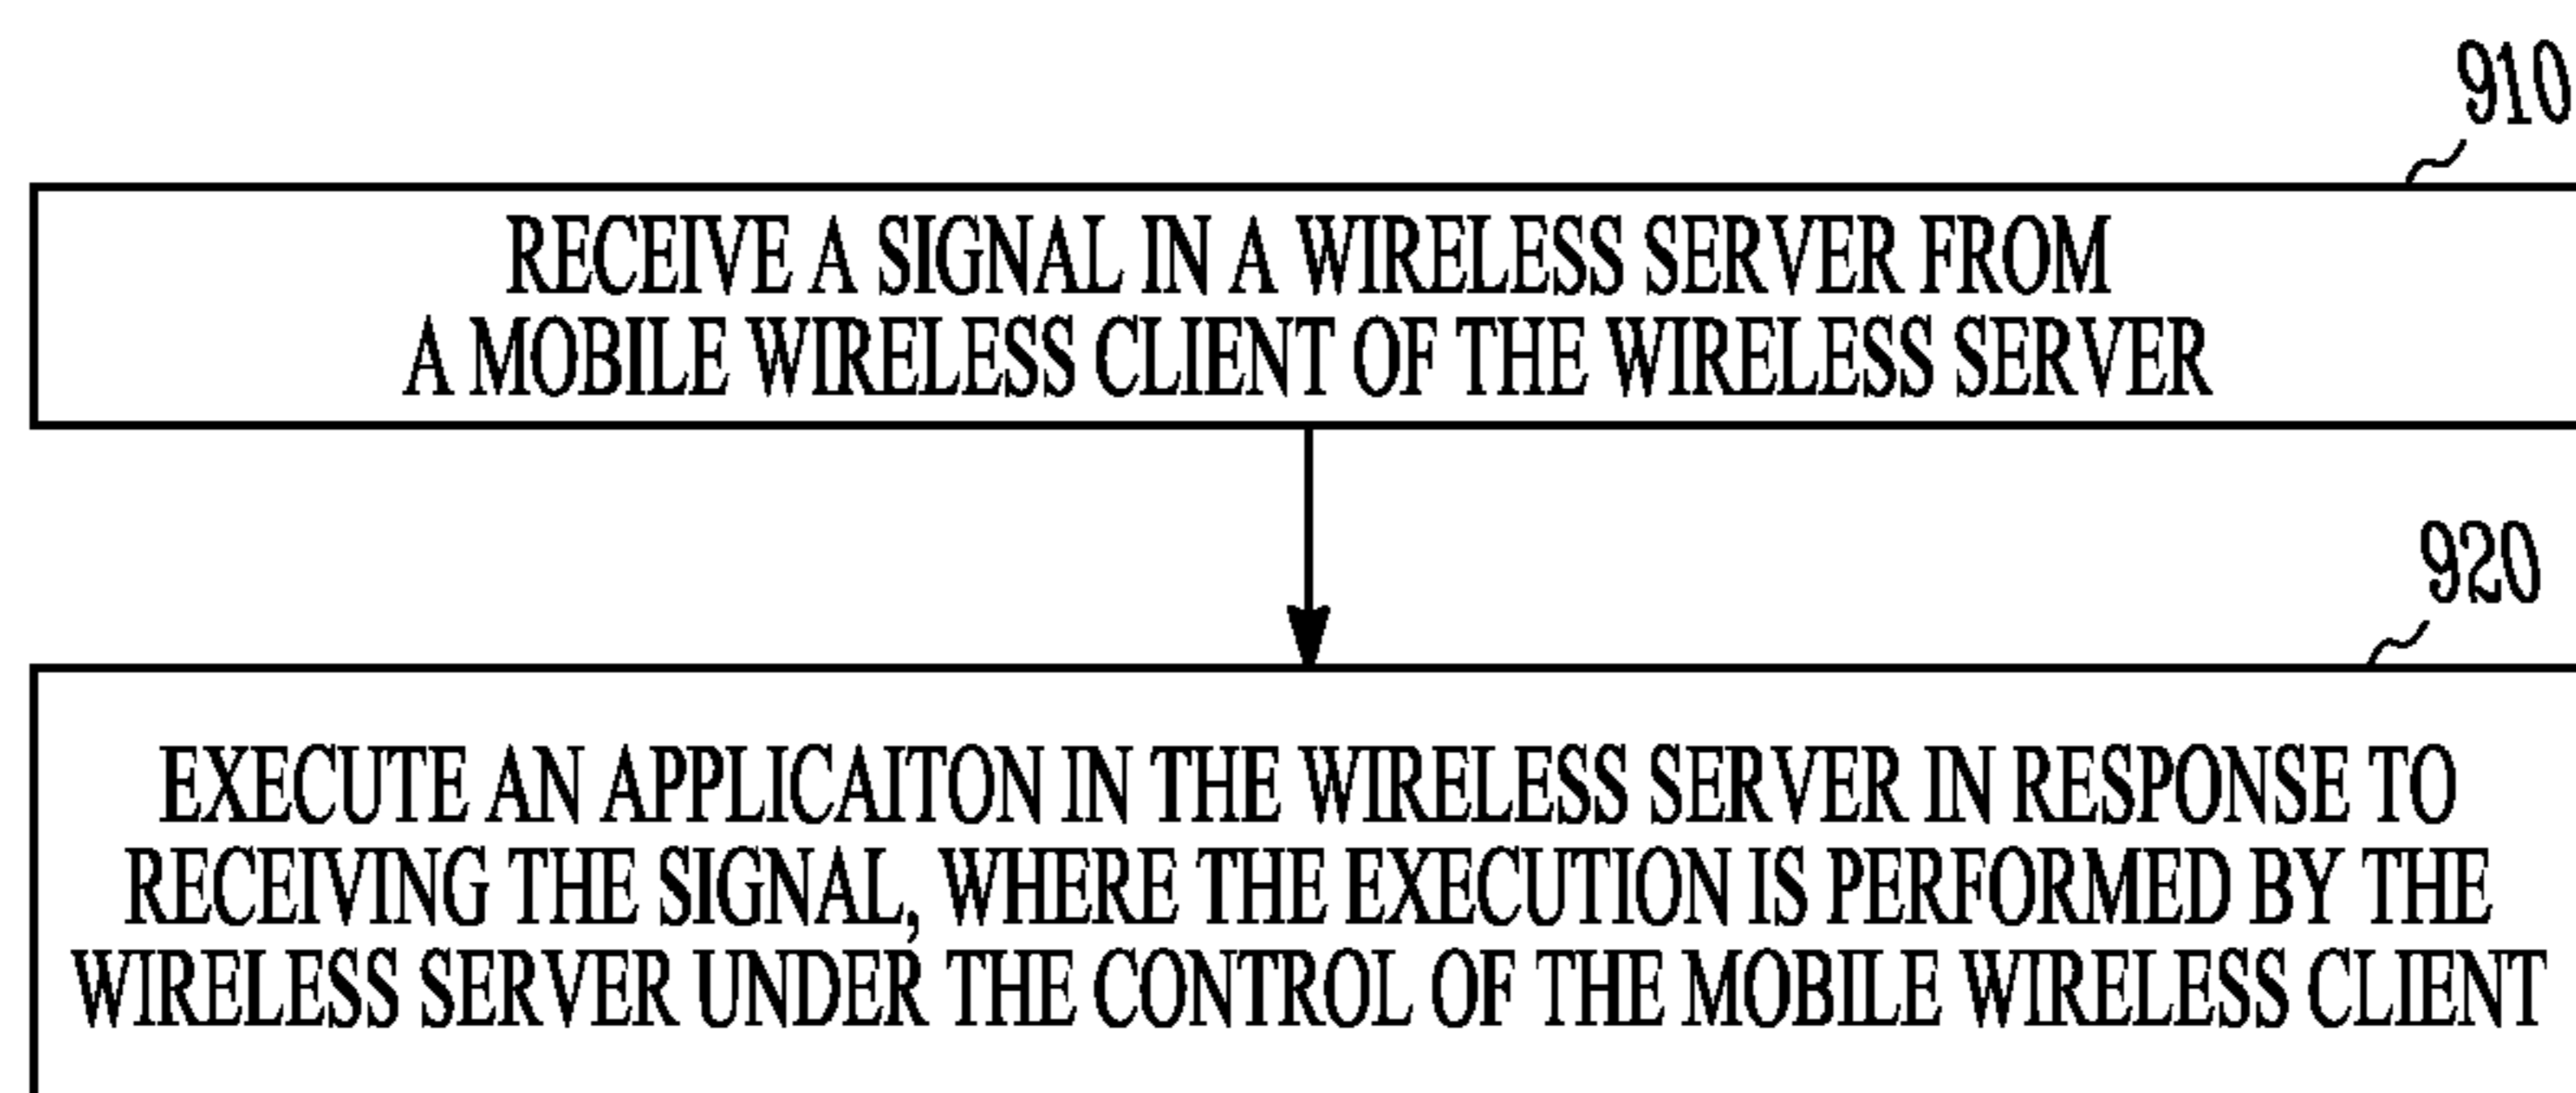 910
RECEIVE A SIGNAL IN A WIRELESS SERVER FROM
A MOBILE WIRELESS CLIENT OF THE WIRELESS SERVER
920
EXECUTE AN APPLICAITON IN THE WIRELESS SERVER IN RESPONSE TO
RECEIVING THE SIGNAL, WHERE THE EXECUTION IS PERFORMED BY THE
WIRELESS SERVER UNDER THE CONTROL OF THE MOBILE WIRELESS CLIENT